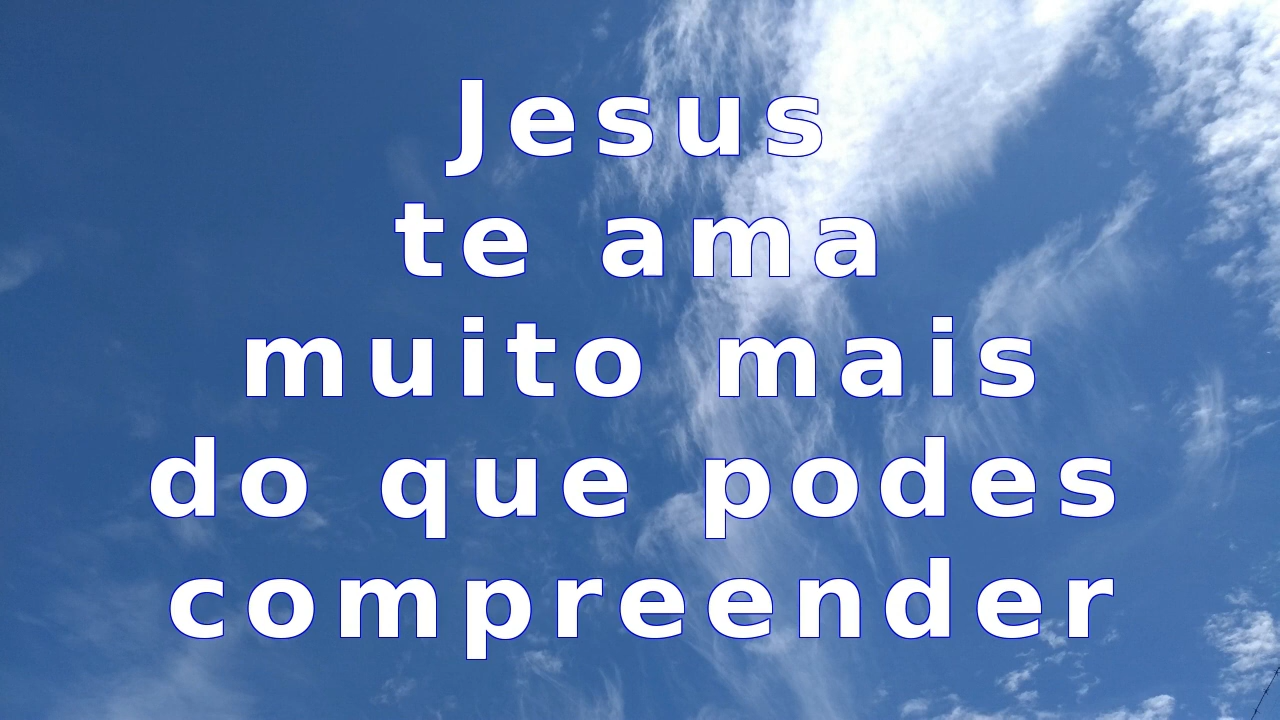 Jesus
te ama
muito mais
do que podes
compreender